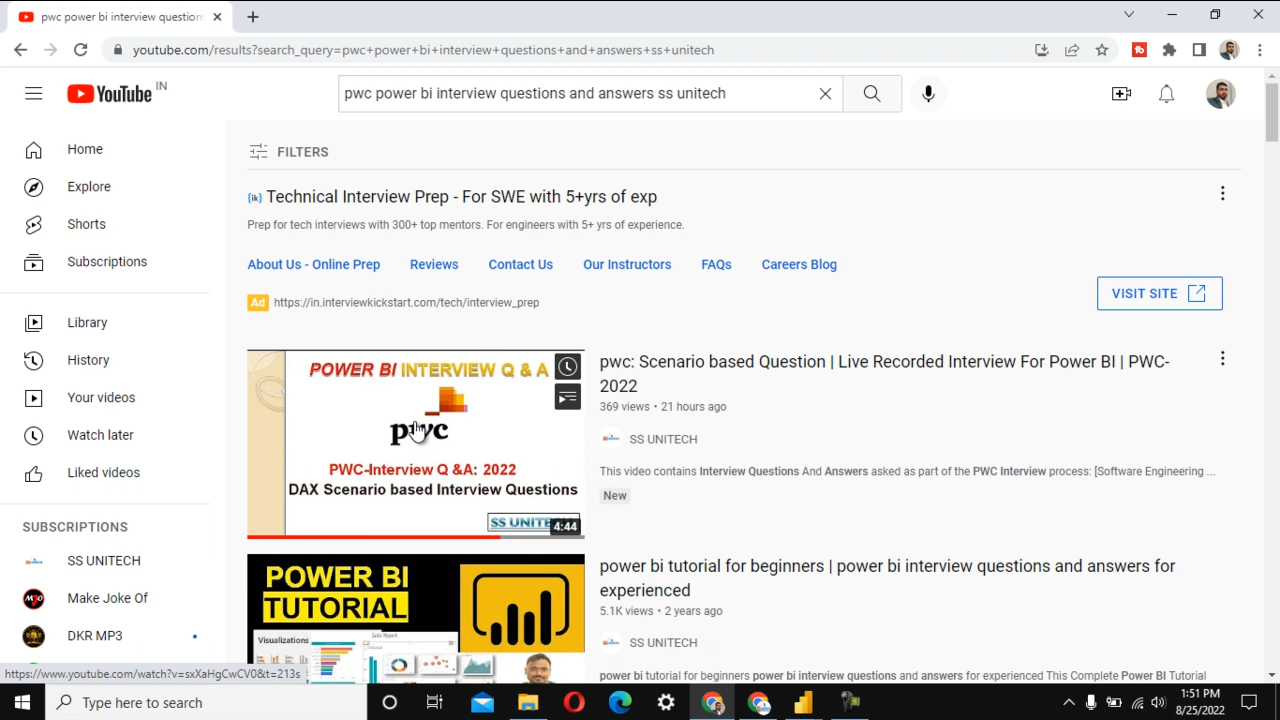 pwc power bi interview questions
youtube.com/results?search_query=pwc+power+bi+interview+questions+and+answers+ss+unitech
YouTube IN
pwc power bi interview questions and answers ss unitech
Home
Explore
Shorts
Subscriptions
Library
History
Your videos
Watch later
Liked videos
SUBSCRIPTIONS
SS UNITECH
Make Joke Of
DKR MP3
FILTERS
{ik} Technical Interview Prep - For SWE with 5+yrs of exp
Prep for tech interviews with 300+ top mentors. For engineers with 5+ yrs of experience.
About Us - Online Prep Reviews Contact Us Our Instructors FAQs Careers Blog
Ad https://in.interviewkickstart.com/tech/interview_prep
VISIT SITE
POWER BI INTERVIEW Q & A
pwc
PWC-Interview Q &A: 2022
DAX Scenario based Interview Questions
SS UNITE
4:44
pwc: Scenario based Question | Live Recorded Interview For Power BI | PWC-
2022
369 views • 21 hours ago
SS UNITECH
This video contains Interview Questions And Answers asked as part of the PWC Interview process: [Software Engineering ...
New
POWER BI
TUTORIAL
Visualizations
Sales Report
power bi tutorial for beginners | power bi interview questions and answers for
experienced
5.1K views • 2 years ago
SS UNITECH
power bi tutorial for beginners power bi interview questions and answers for experienced This Complete Power BI Tutorial
https://www.youtube.com/watch?v=sxXaHgCwCV0&t=213s
Type here to search
1:51 PM
8/25/2022